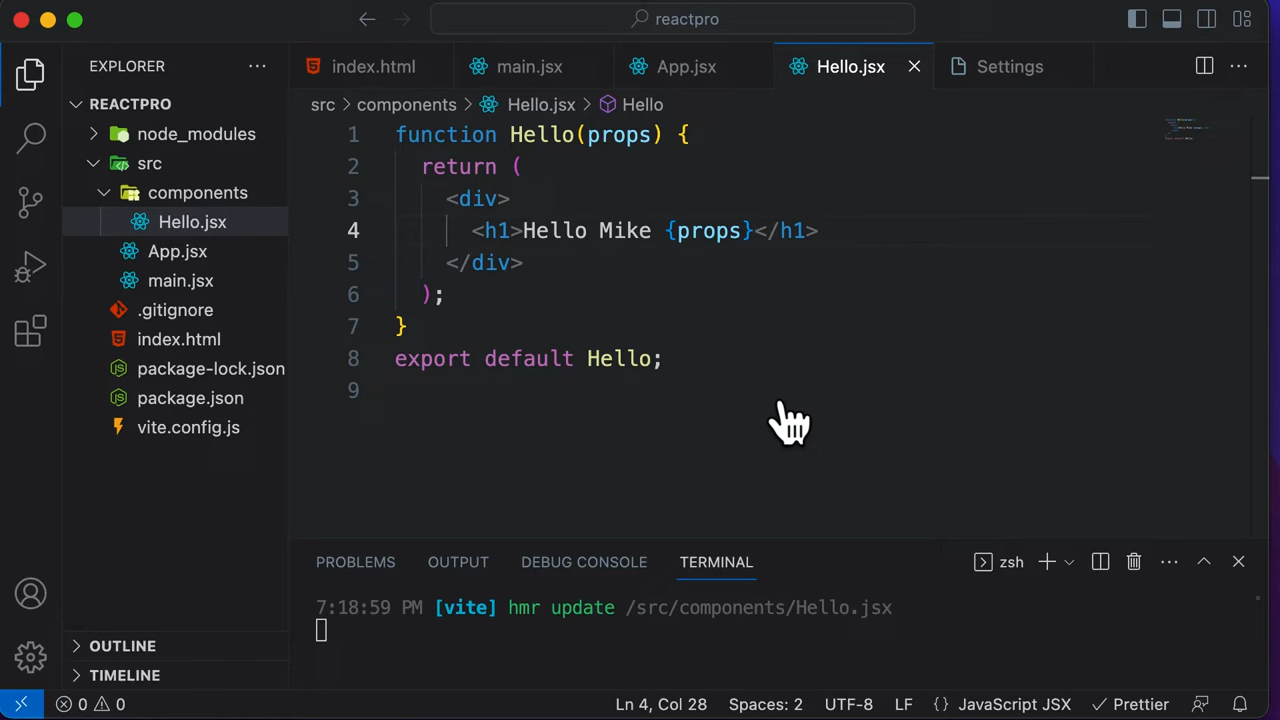 reactpro
EXPLORER
REACTPRO
node_modules
src
components
Hello.jsx
App.jsx
main.jsx
.gitignore
index.html
package-lock.json
package.json
vite.config.js
OUTLINE
TIMELINE
index.html main.jsx App.jsx Hello.jsx Settings
src > components > Hello.jsx > Hello
1 function Hello(props) {
2 return (
3 <div>
4 <h1>Hello Mike {props}</h1>
5 </div>
6 );
7 }
8 export default Hello;
9
PROBLEMS OUTPUT DEBUG CONSOLE TERMINAL zsh
7:18:59 PM [vite] hmr update /src/components/Hello.jsx
0 0 Ln 4, Col 28 Spaces: 2 UTF-8 LF {} JavaScript JSX Prettier